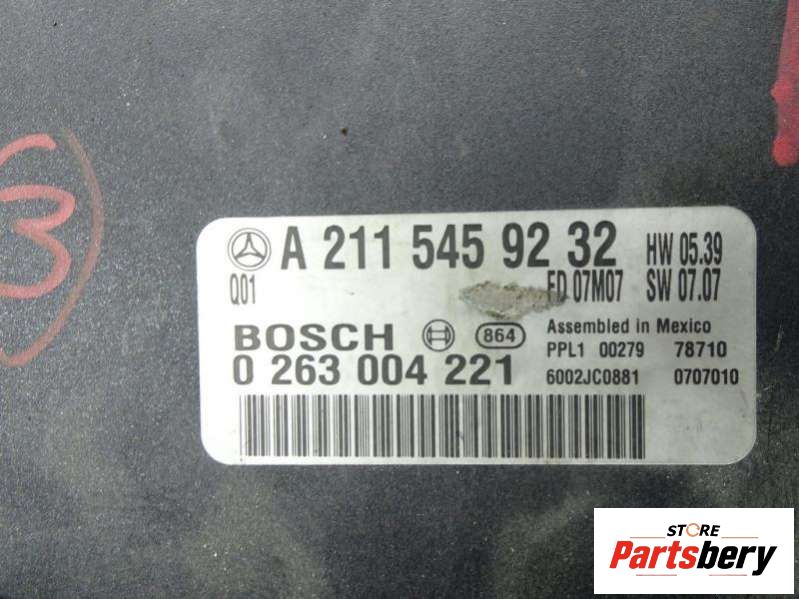 3
A 211 545 92 32 HW 05.39
Q01 ED 07M07 SW 07.07
BOSCH 864 Assembled in Mexico
0 263 004 221 PPL1 00279 78710
6002JC0881 0707010
STORE
Partsbery